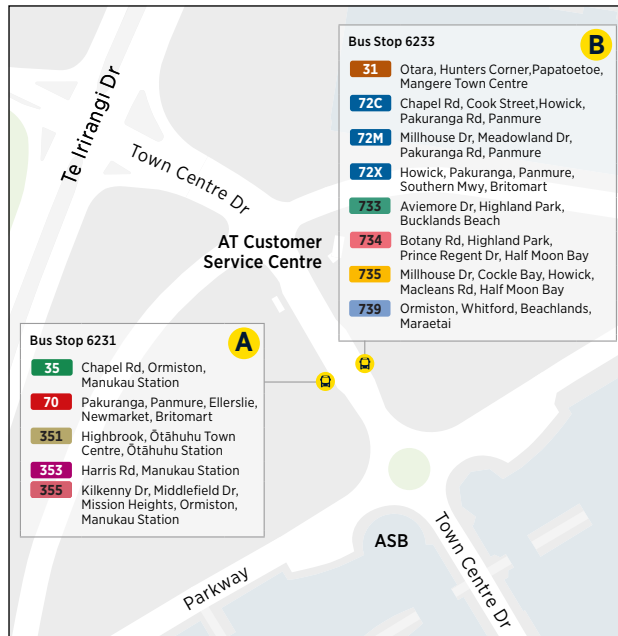 Bus Stop 6233
B
31 Otara, Hunters Corner,Papatoetoe,
Mangere Town Centre
72C Chapel Rd, Cook Street,Howick,
Pakuranga Rd, Panmure
72M Millhouse Dr, Meadowland Dr,
Pakuranga Rd, Panmure
72X Howick, Pakuranga, Panmure,
Southern Mwy, Britomart
733 Aviemore Dr, Highland Park,
Bucklands Beach
734 Botany Rd, Highland Park,
Prince Regent Dr, Half Moon Bay
735 Millhouse Dr, Cockle Bay, Howick,
Macleans Rd, Half Moon Bay
739 Ormiston, Whitford, Beachlands,
Maraetai
Te Irirangi Dr
Town Centre Dr
AT Customer
Service Centre
Bus Stop 6231
A
35 Chapel Rd, Ormiston,
Manukau Station
70 Pakuranga, Panmure, Ellerslie,
Newmarket, Britomart
351 Highbrook, Ōtāhuhu Town
Centre, Ōtāhuhu Station
353 Harris Rd, Manukau Station
355 Kilkenny Dr, Middlefield Dr,
Mission Heights, Ormiston,
Manukau Station
ASB
Parkway
Town Centre Dr